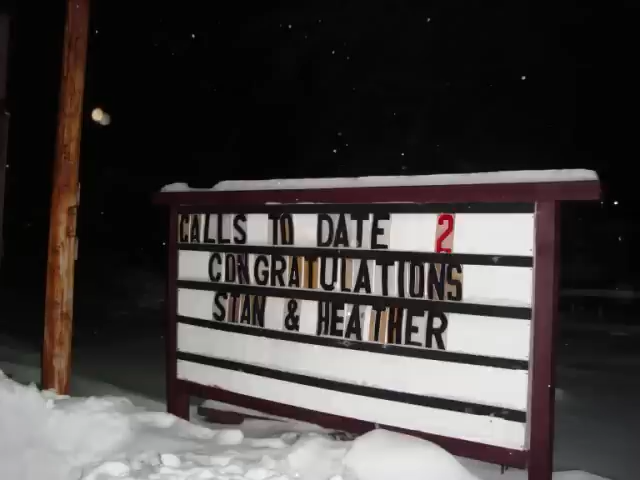 CALLS TO DATE 2
CONGRATULATIONS
STAN & HEATHER